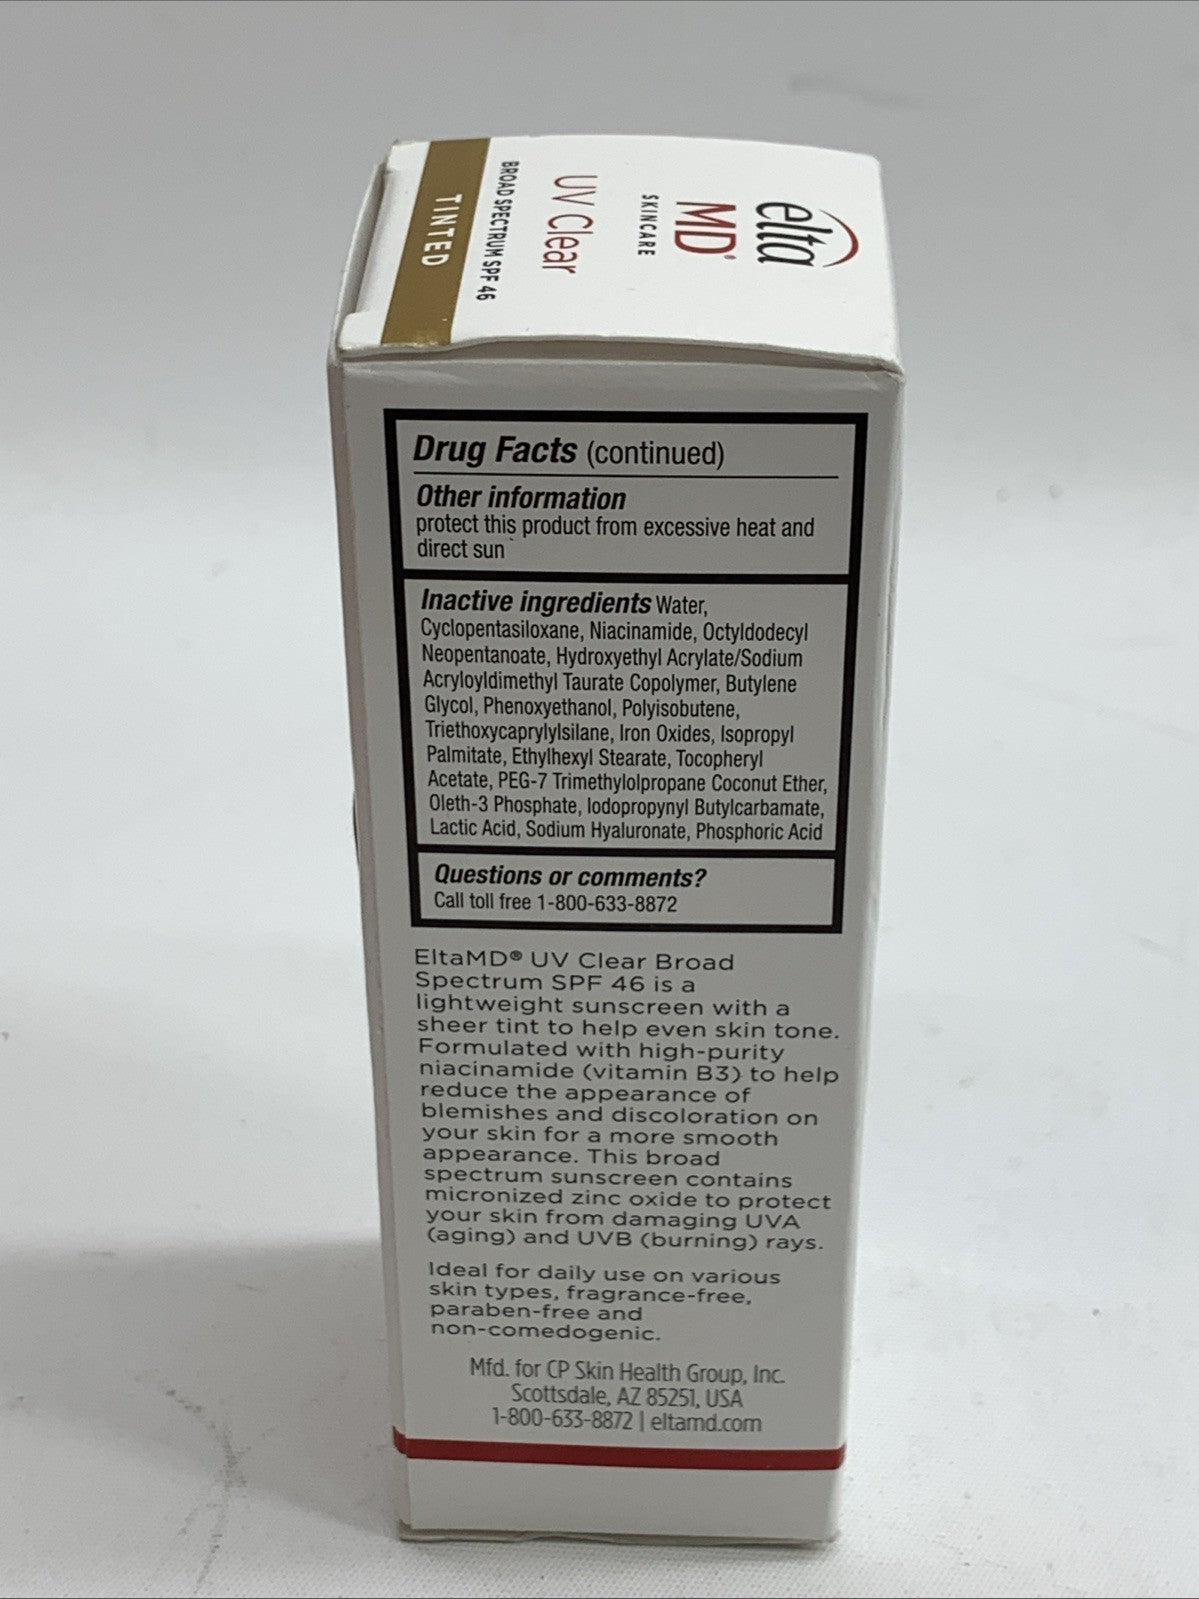 elta
MD®
SKINCARE
UV Clear
BROAD SPECTRUM SPF 46
TINTED
Drug Facts (continued)
Other information
protect this product from excessive heat and
direct sun
Inactive ingredients Water,
Cyclopentasiloxane, Niacinamide, Octyldodecyl
Neopentanoate, Hydroxyethyl Acrylate/Sodium
Acryloyldimethyl Taurate Copolymer, Butylene
Glycol, Phenoxyethanol, Polyisobutene,
Triethoxycaprylylsilane, Iron Oxides, Isopropyl
Palmitate, Ethylhexyl Stearate, Tocopheryl
Acetate, PEG-7 Trimethylolpropane Coconut Ether,
Oleth-3 Phosphate, Iodopropynyl Butylcarbamate,
Lactic Acid, Sodium Hyaluronate, Phosphoric Acid
Questions or comments?
Call toll free 1-800-633-8872
EltaMD® UV Clear Broad
Spectrum SPF 46 is a
lightweight sunscreen with a
sheer tint to help even skin tone.
Formulated with high-purity
niacinamide (vitamin B3) to help
reduce the appearance of
blemishes and discoloration on
your skin for a more smooth
appearance. This broad
spectrum sunscreen contains
micronized zinc oxide to protect
your skin from damaging UVA
(aging) and UVB (burning) rays.
Ideal for daily use on various
skin types, fragrance-free,
paraben-free and
non-comedogenic.
Mfd. for CP Skin Health Group, Inc.
Scottsdale, AZ 85251, USA
1-800-633-8872 | eltamd.com